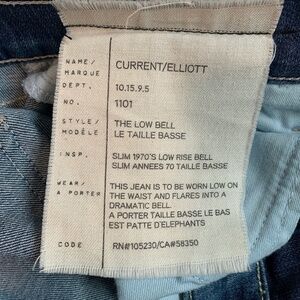 NAME/ MARQUE CURRENT/ELLIOTT
DEPT. 10.15.9.5
NO. 1101
STYLE/ MODÈLE THE LOW BELL
LE TAILLE BASSE
INSP. SLIM 1970'S LOW RISE BELL
SLIM ANNEES 70 TAILLE BASSE
WEAR/ A PORTER THIS JEAN IS TO BE WORN LOW ON
THE WAIST AND FLARES INTO A
DRAMATIC BELL.
A PORTER TAILLE BASSE LE BAS
EST PATTE D'ELEPHANTS
CODE RN#105230/CA#58350